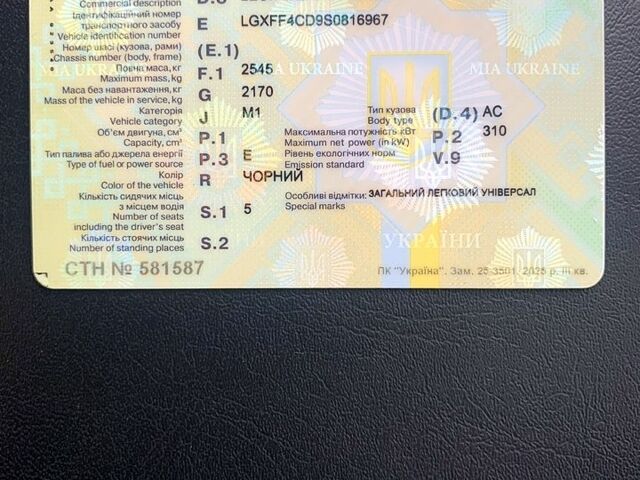 Commercial description
Ідентифікаційний номер
транспортного засобу
Vehicle identification number
E LGXFF4CD9S0816967
Номер шасі (кузова, рами)
Chassis number (body, frame)
(E.1)
Повна маса, кг
Maximum mass, kg
F.1 2545
Маса без навантаження, кг
Mass of the vehicle in service, kg
G 2170
Категорія
Vehicle category
J M1
Тип кузова
Body type
(D.4) AC
Об'єм двигуна, см³
Capacity, cm³
P.1
Максимальна потужність кВт
Maximum net power (in kW)
P.2 310
Тип палива або джерела енергії
Type of fuel or power source
P.3 E
Рівень екологічних норм
Emission standard
V.9
Колір
Color of the vehicle
R ЧОРНИЙ
Кількість сидячих місць
з місцем водія
Number of seats
including the driver's seat
S.1 5
Особливі відмітки: ЗАГАЛЬНИЙ ЛЕГКОВИЙ УНІВЕРСАЛ
Special marks
Кількість стоячих місць
Number of standing places
S.2
СТН № 581587
ПК "Україна". Зам. 25-3501. 2025 р. III кв.
MIA UKRAINE
MIA UKRAINE
MIA UKRAINE
УКРАЇНИ